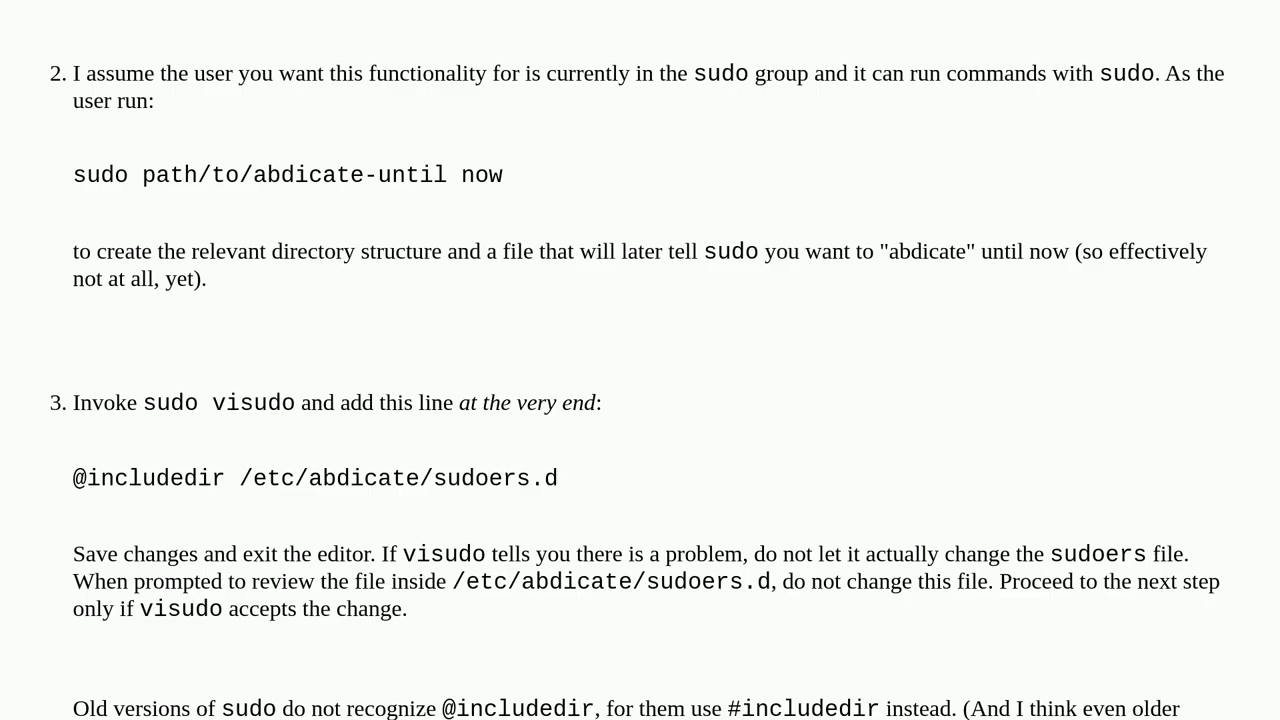 2. I assume the user you want this functionality for is currently in the sudo group and it can run commands with sudo. As the
user run:
sudo path/to/abdicate-until now
to create the relevant directory structure and a file that will later tell sudo you want to "abdicate" until now (so effectively
not at all, yet).
3. Invoke sudo visudo and add this line at the very end:
@includedir /etc/abdicate/sudoers.d
Save changes and exit the editor. If visudo tells you there is a problem, do not let it actually change the sudoers file.
When prompted to review the file inside /etc/abdicate/sudoers.d, do not change this file. Proceed to the next step
only if visudo accepts the change.
Old versions of sudo do not recognize @includedir, for them use #includedir instead. (And I think even older